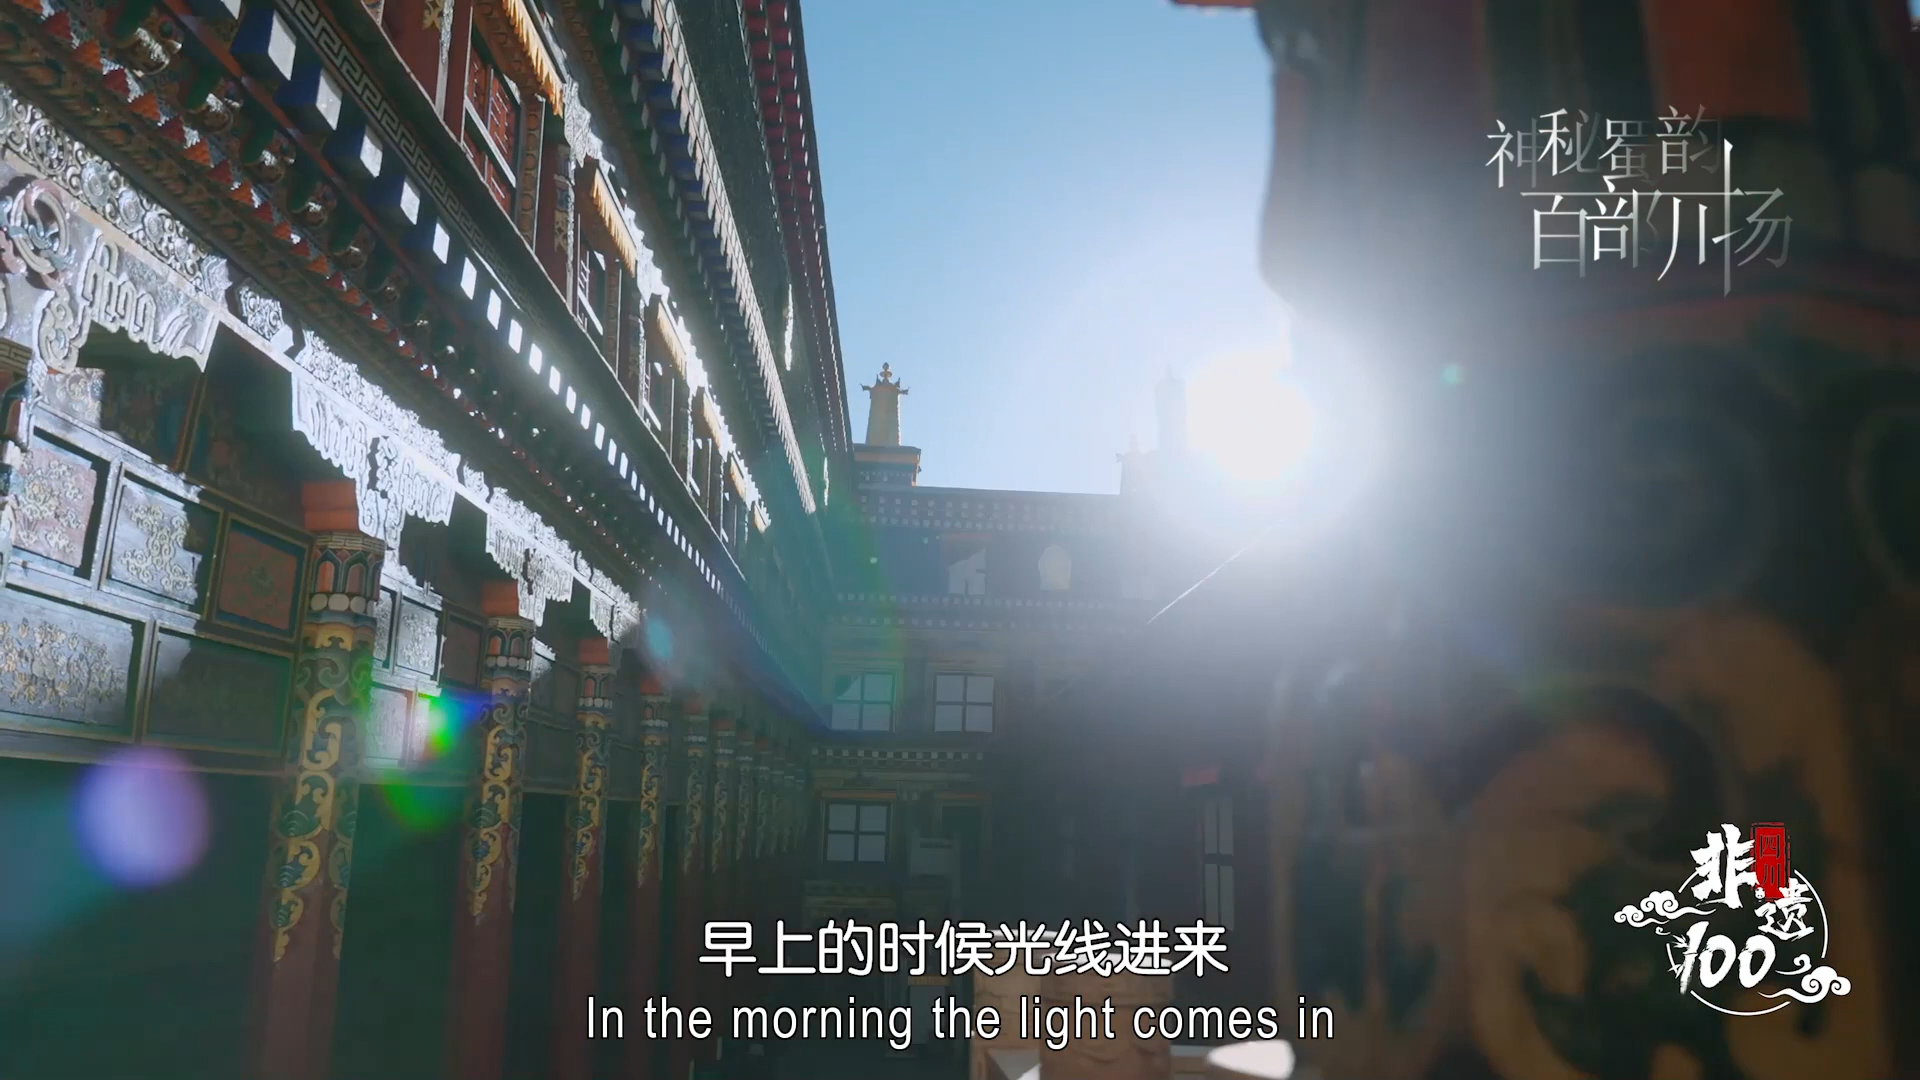 神秘蜀韵
百部川扬
四川
非遗
100
早上的时候光线进来
In the morning the light comes in